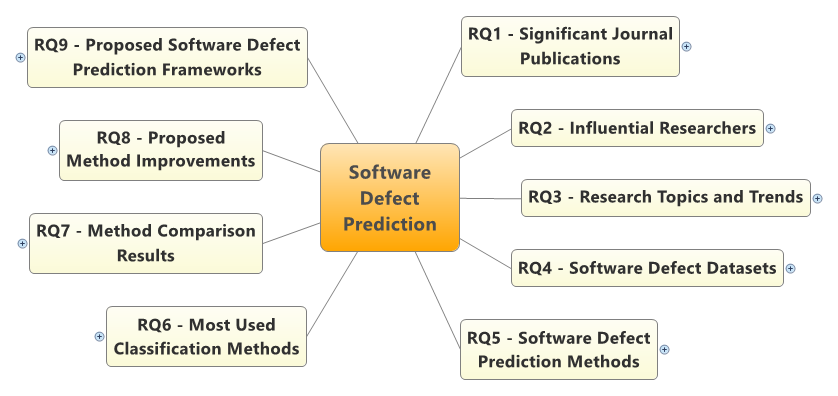 Software
Defect
Prediction
RQ1 - Significant Journal
Publications
RQ2 - Influential Researchers
RQ3 - Research Topics and Trends
RQ4 - Software Defect Datasets
RQ5 - Software Defect
Prediction Methods
RQ6 - Most Used
Classification Methods
RQ7 - Method Comparison
Results
RQ8 - Proposed
Method Improvements
RQ9 - Proposed Software Defect
Prediction Frameworks